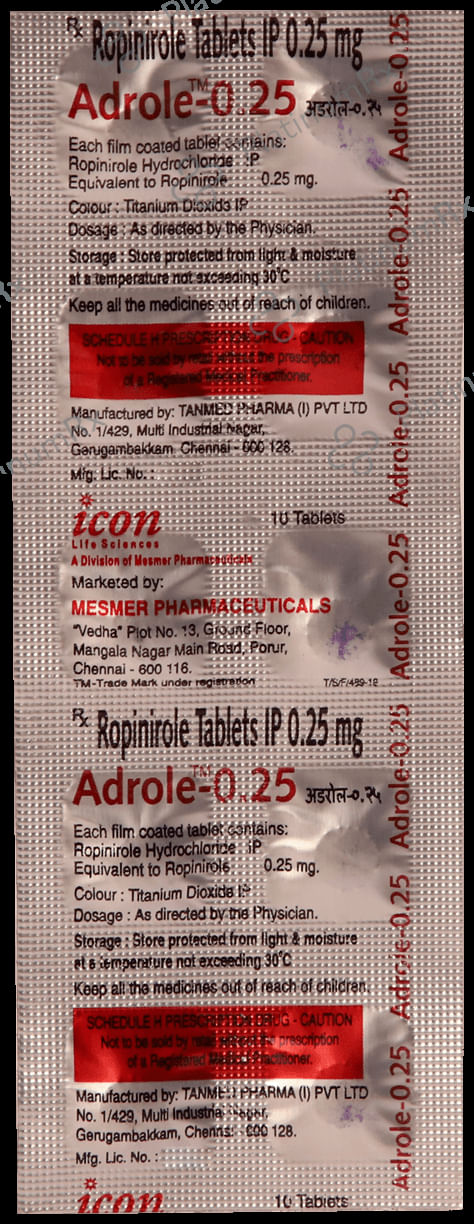 Rx Ropinirole Tablets IP 0.25 mg
Adrole™-0.25 अडरोल-०.२५
Each film coated tablet contains:
Ropinirole Hydrochloride IP
Equivalent to Ropinirole 0.25 mg.
Colour : Titanium Dioxide IP
Dosage : As directed by the Physician.
Storage : Store protected from light & moisture
at a temperature not exceeding 30°C
Keep all the medicines out of reach of children.
SCHEDULE H PRESCRIPTION DRUG - CAUTION
Not to be sold by retail without the prescription
of a Registered Medical Practitioner.
Manufactured by: TANMED PHARMA (I) PVT LTD
No. 1/429, Multi Industrial Nagar,
Gerugambakkam, Chennai - 600 128.
Mfg. Lic. No. :
icon
Life Sciences
10 Tablets
A Division of Mesmer Pharmaceuticals
Marketed by:
MESMER PHARMACEUTICALS
"Vedha" Plot No. 13, Ground Floor,
Mangala Nagar Main Road, Porur,
Chennai - 600 116.
TM-Trade Mark under registration T/S/F/489-12
Rx Ropinirole Tablets IP 0.25 mg
Adrole™-0.25 अडरोल-०.२५
Each film coated tablet contains:
Ropinirole Hydrochloride IP
Equivalent to Ropinirole 0.25 mg.
Colour : Titanium Dioxide IP
Dosage : As directed by the Physician.
Storage : Store protected from light & moisture
at a temperature not exceeding 30°C
Keep all the medicines out of reach of children.
SCHEDULE H PRESCRIPTION DRUG - CAUTION
Not to be sold by retail without the prescription
of a Registered Medical Practitioner.
Manufactured by: TANMED PHARMA (I) PVT LTD
No. 1/429, Multi Industrial Nagar,
Gerugambakkam, Chennai - 600 128.
Mfg. Lic. No. :
icon
10 Tablets
Adrole-0.25 Adrole-0.25 Adrole-0.25 Adrole-0.25 Adrole-0.25 Adrole-0.25 Adrole-0.25